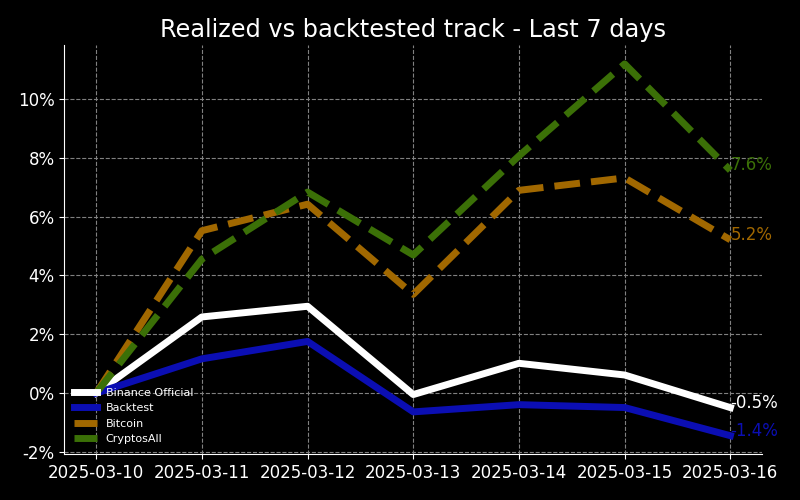 Realized vs backtested track - Last 7 days
10%
8%
6%
4%
2%
0%
-2%
7.6%
5.2%
-0.5%
-1.4%
Binance Official
Backtest
Bitcoin
CryptosAll
2025-03-10 2025-03-11 2025-03-12 2025-03-13 2025-03-14 2025-03-15 2025-03-16